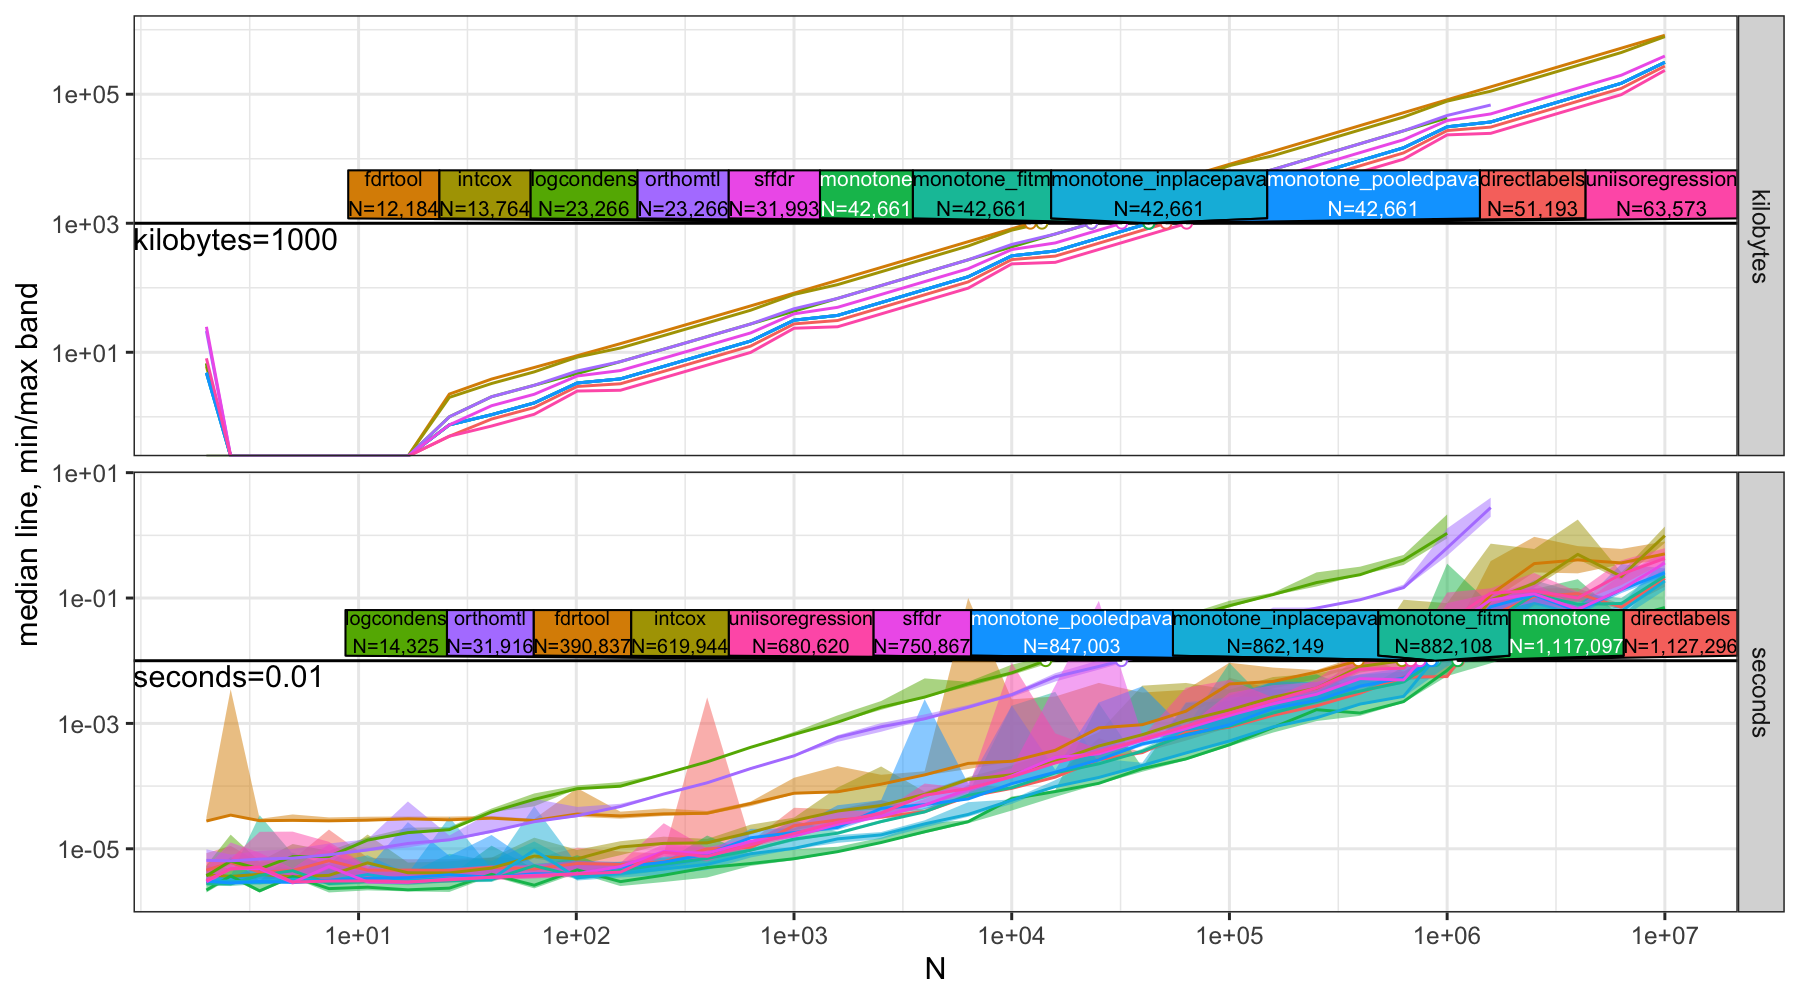 1e+05
fdrtool intcox logcondens orthomtl sffdr monotone monotone_fitm monotone_inplacepava monotone_pooledpava directlabels uniisoregression
N=12,184 N=13,764 N=23,266 N=23,266 N=31,993 N=42,661 N=42,661 N=42,661 N=42,661 N=51,193 N=63,573
1e+03
kilobytes=1000
kilobytes
1e+01
median line, min/max band
1e+01
1e-01
logcondens orthomtl fdrtool intcox uniisoregression sffdr monotone_pooledpava monotone_inplacepava monotone_fitm monotone directlabels
N=14,325 N=31,916 N=390,837 N=619,944 N=680,620 N=750,867 N=847,003 N=862,149 N=882,108 N=1,117,097 N=1,127,296
seconds=0.01
seconds
1e-03
1e-05
1e+01 1e+02 1e+03 1e+04 1e+05 1e+06 1e+07
N